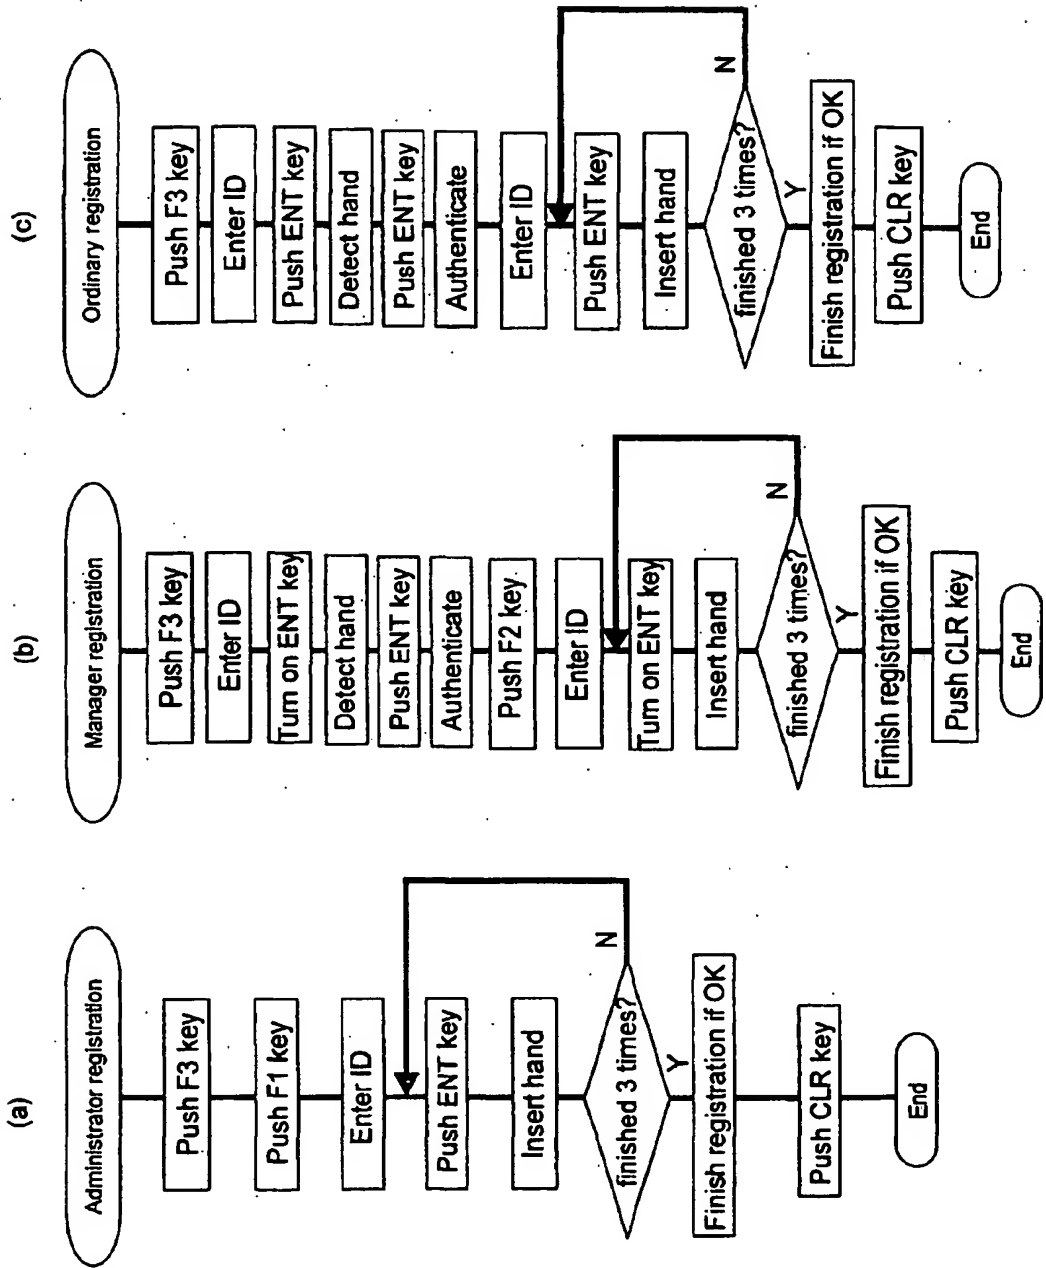 (a)
Administrator registration
Push F3 key
Push F1 key
Enter ID
Push ENT key
Insert hand
finished 3 times?
N
Y
Finish registration if OK
Push CLR key
End
(b)
Manager registration
Push F3 key
Enter ID
Turn on ENT key
Detect hand
Push ENT key
Authenticate
Push F2 key
Enter ID
Turn on ENT key
Insert hand
finished 3 times?
N
Y
Finish registration if OK
Push CLR key
End
(c)
Ordinary registration
Push F3 key
Enter ID
Push ENT key
Detect hand
Push ENT key
Authenticate
Enter ID
Push ENT key
Insert hand
finished 3 times?
N
Y
Finish registration if OK
Push CLR key
End